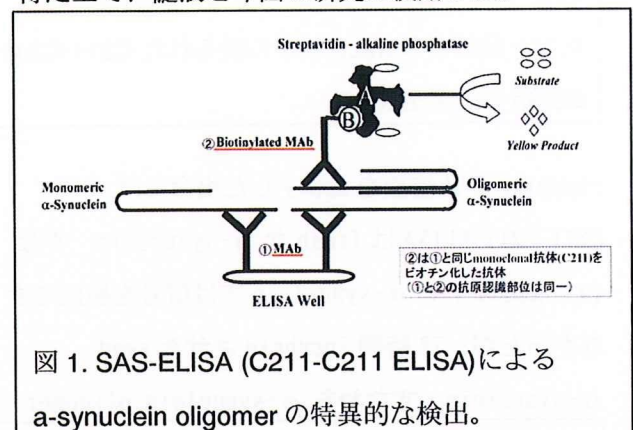 Streptavidin - alkaline phosphatase
Substrate
A
B
Yellow Product
②Biotinylated MAb
Monomeric
α-Synuclein
Oligomeric
α-Synuclein
①MAb
ELISA Well
②は①と同じmonoclonal抗体(C211)を
ビオチン化した抗体
(①と②の抗原認識部位は同一)
図 1. SAS-ELISA (C211-C211 ELISA)による
a-synuclein oligomer の特異的な検出。